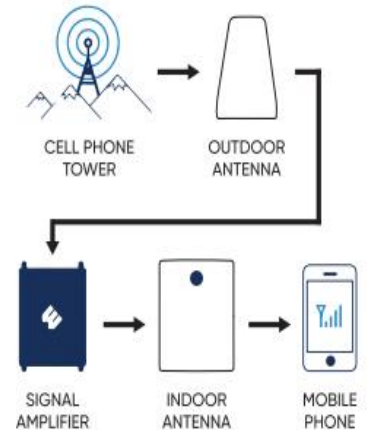 CELL PHONE
TOWER
OUTDOOR
ANTENNA
SIGNAL
AMPLIFIER
INDOOR
ANTENNA
MOBILE
PHONE